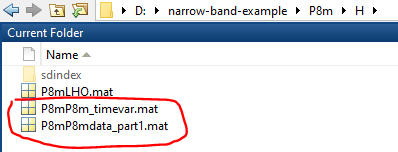 D: ▸ narrow-band-example ▸ P8m ▸ H ▸
Current Folder
Name
sdindex
P8mLHO.mat
P8mP8m_timevar.mat
P8mP8mdata_part1.mat